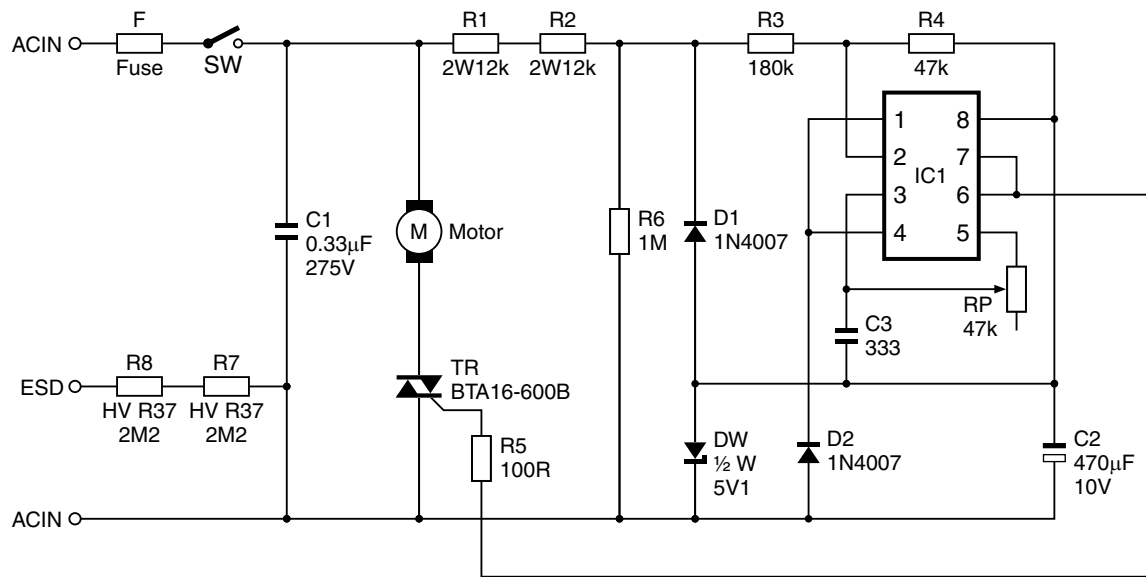 F
R1
R2
R3
R4
ACIN
Fuse
SW
2W12k
2W12k
180k
47k
1
8
2
7
IC1
3
6
4
5
C1
0.33µF
275V
M
Motor
R6
1M
D1
1N4007
RP
47k
C3
333
R8
R7
TR
BTA16-600B
ESD
HV R37
2M2
HV R37
2M2
R5
100R
DW
½ W
5V1
D2
1N4007
C2
470µF
10V
ACIN